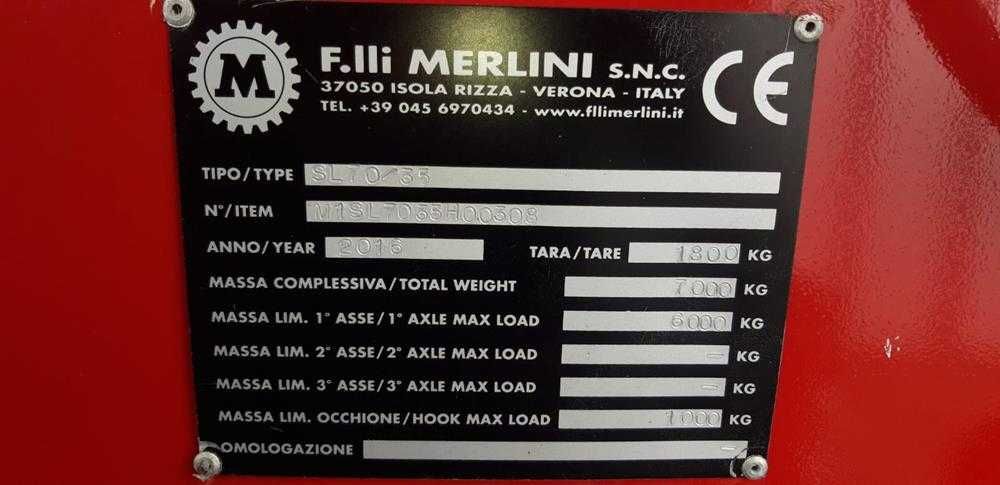 M
F.lli MERLINI S.N.C.
37050 ISOLA RIZZA - VERONA - ITALY
TEL. +39 045 6970434 - www.fllimerlini.it
CE
TIPO/TYPE SL70/35
N°/ITEM M1SL7035H00308
ANNO/YEAR 2016 TARA/TARE 1800 KG
MASSA COMPLESSIVA/TOTAL WEIGHT 7000 KG
MASSA LIM. 1° ASSE/1° AXLE MAX LOAD 6000 KG
MASSA LIM. 2° ASSE/2° AXLE MAX LOAD - KG
MASSA LIM. 3° ASSE/3° AXLE MAX LOAD - KG
MASSA LIM. OCCHIONE/HOOK MAX LOAD 1000 KG
OMOLOGAZIONE -